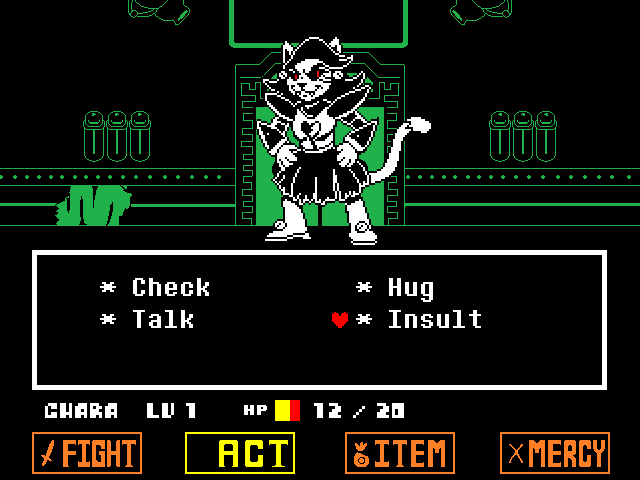 * Check * Hug
* Talk * Insult
CHARA LV 1 HP 12 / 20
FIGHT ACT ITEM MERCY